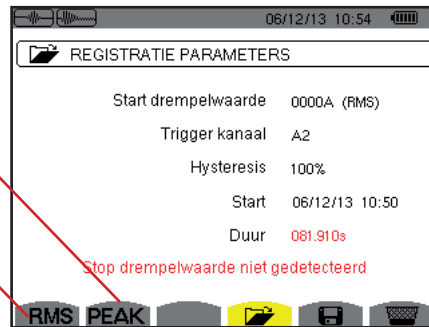 06/12/13 10:54
REGISTRATIE PARAMETERS
Start drempelwaarde 0000A (RMS)
Trigger kanaal A2
Hysteresis 100%
Start 06/12/13 10:50
Duur 081.910s
Stop drempelwaarde niet gedetecteerd
RMS PEAK